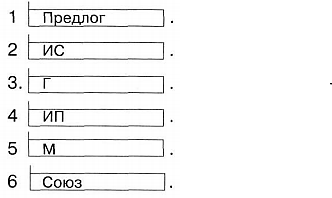 1 Предлог .
2 ИС .
3. Г .
4 ИП .
5 М .
6 Союз .